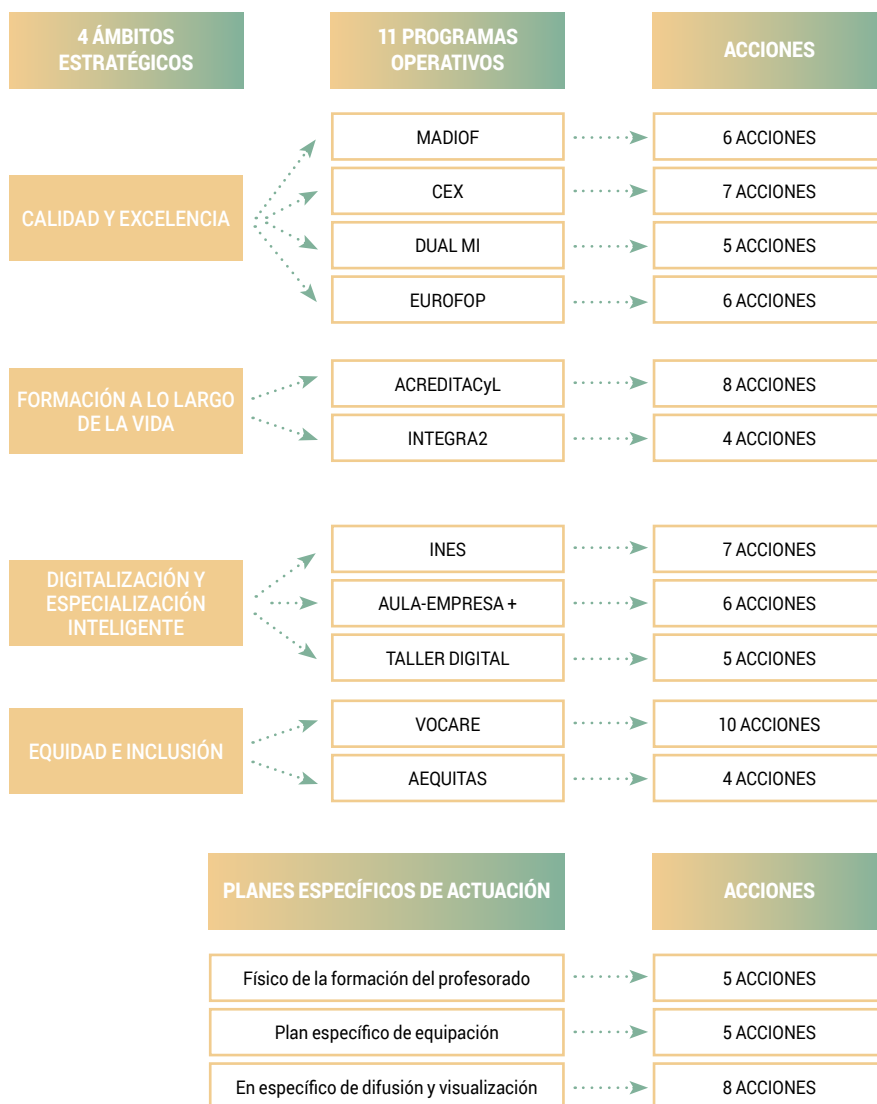 4 ÁMBITOS
ESTRATÉGICOS
11 PROGRAMAS
OPERATIVOS
ACCIONES
CALIDAD Y EXCELENCIA
MADIOF
6 ACCIONES
CEX
7 ACCIONES
DUAL MI
5 ACCIONES
EUROFOP
6 ACCIONES
FORMACIÓN A LO LARGO
DE LA VIDA
ACREDITACyL
8 ACCIONES
INTEGRA2
4 ACCIONES
DIGITALIZACIÓN Y
ESPECIALIZACIÓN
INTELIGENTE
INES
7 ACCIONES
AULA-EMPRESA +
6 ACCIONES
TALLER DIGITAL
5 ACCIONES
EQUIDAD E INCLUSIÓN
VOCARE
10 ACCIONES
AEQUITAS
4 ACCIONES
PLANES ESPECÍFICOS DE ACTUACIÓN
ACCIONES
Físico de la formación del profesorado
5 ACCIONES
Plan específico de equipación
5 ACCIONES
En específico de difusión y visualización
8 ACCIONES